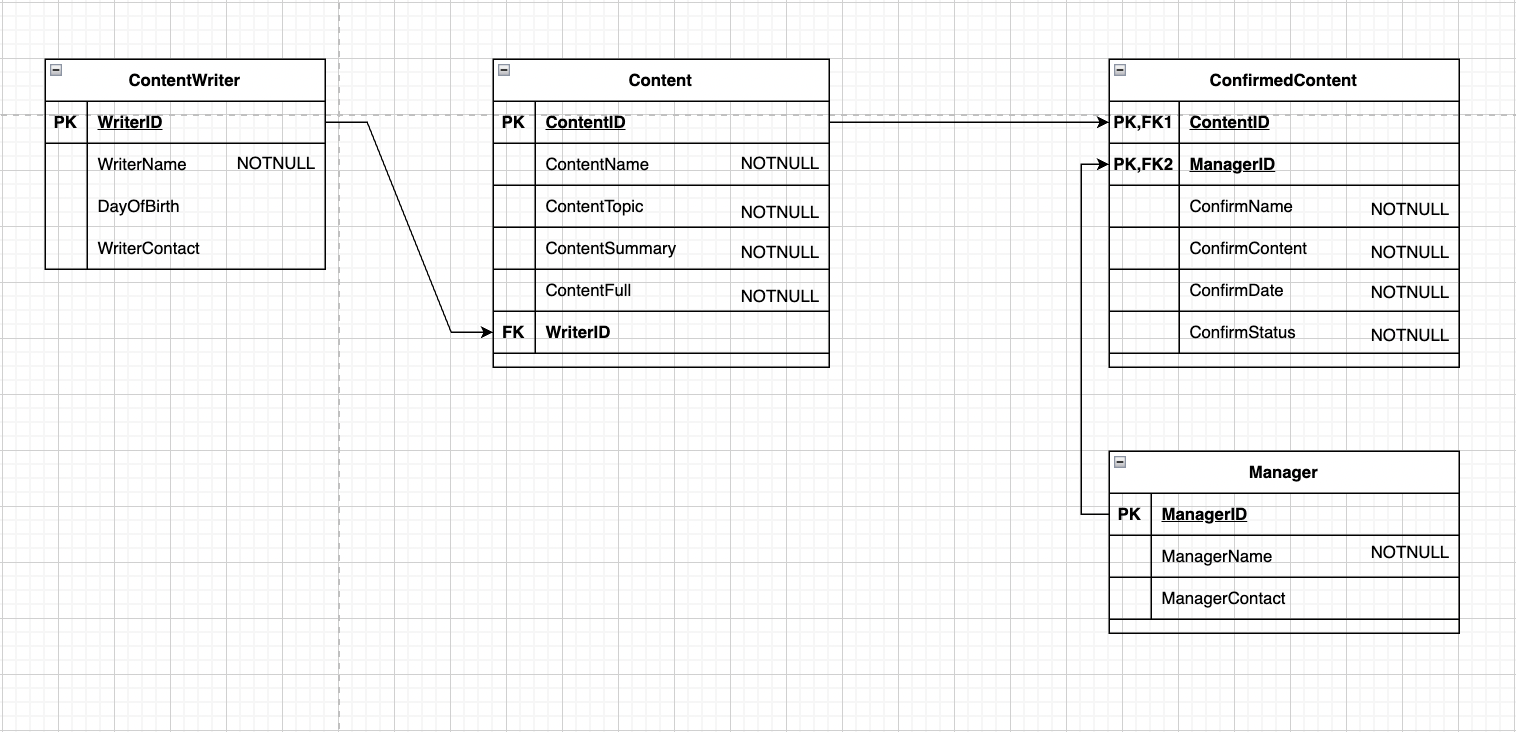 ContentWriter
PK WriterID
WriterName NOTNULL
DayOfBirth
WriterContact
Content
PK ContentID
ContentName NOTNULL
ContentTopic NOTNULL
ContentSummary NOTNULL
ContentFull NOTNULL
FK WriterID
ConfirmedContent
PK,FK1 ContentID
PK,FK2 ManagerID
ConfirmName NOTNULL
ConfirmContent NOTNULL
ConfirmDate NOTNULL
ConfirmStatus NOTNULL
Manager
PK ManagerID
ManagerName NOTNULL
ManagerContact